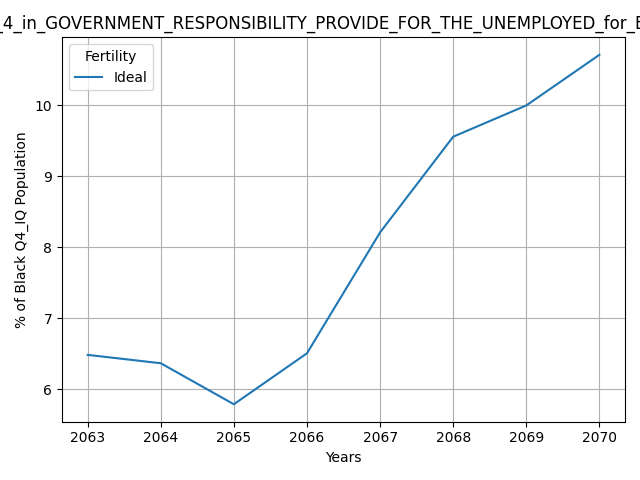 _4_in_GOVERNMENT_RESPONSIBILITY_PROVIDE_FOR_THE_UNEMPLOYED_for_
Fertility
Ideal
% of Black Q4_IQ Population
10
9
8
7
6
2063 2064 2065 2066 2067 2068 2069 2070
Years